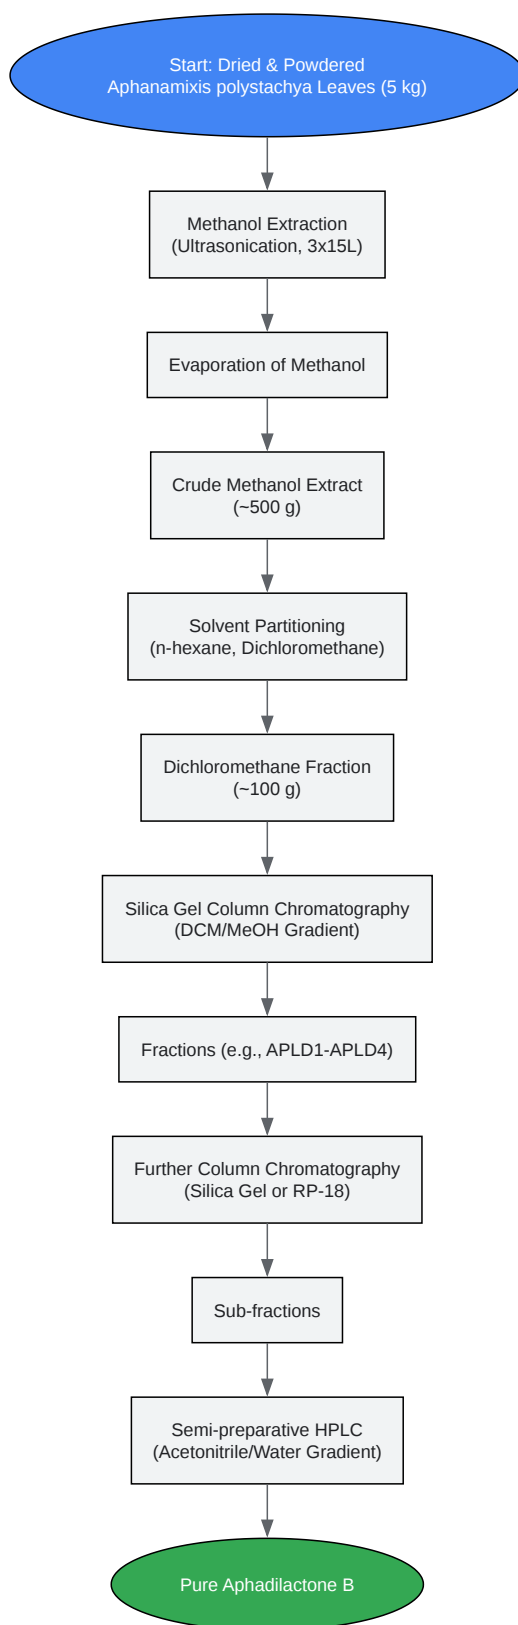 Start: Dried & Powdered
Aphanamixis polystachya Leaves (5 kg)
Methanol Extraction
(Ultrasonication, 3x15L)
Evaporation of Methanol
Crude Methanol Extract
(~500 g)
Solvent Partitioning
(n-hexane, Dichloromethane)
Dichloromethane Fraction
(~100 g)
Silica Gel Column Chromatography
(DCM/MeOH Gradient)
Fractions (e.g., APLD1-APLD4)
Further Column Chromatography
(Silica Gel or RP-18)
Sub-fractions
Semi-preparative HPLC
(Acetonitrile/Water Gradient)
Pure Aphadilactone B